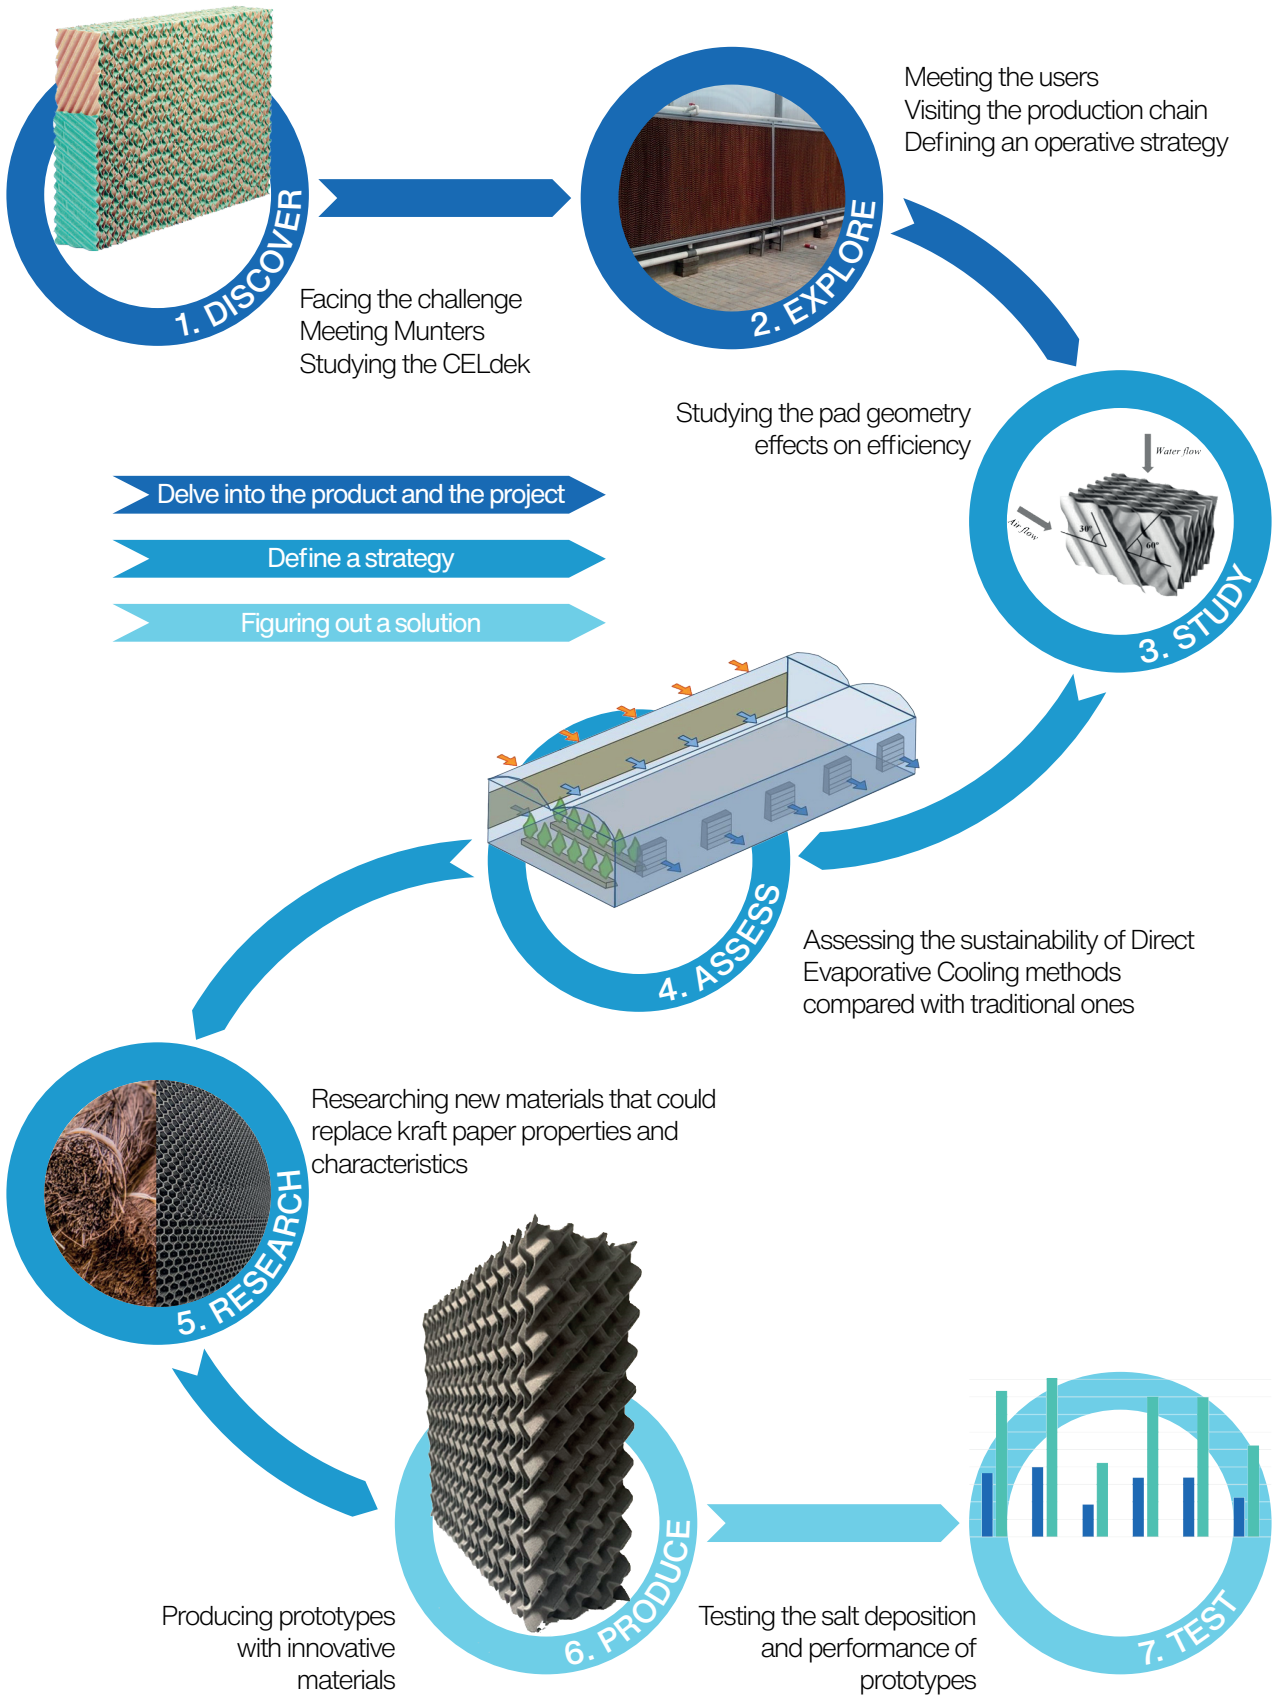 1. DISCOVER
Facing the challenge
Meeting Munters
Studying the CELdek
2. EXPLORE
Meeting the users
Visiting the production chain
Defining an operative strategy
Studying the pad geometry
effects on efficiency
Water flow
Air flow
30°
60°
3. STUDY
Delve into the product and the project
Define a strategy
Figuring out a solution
4. ASSESS
Assessing the sustainability of Direct
Evaporative Cooling methods
compared with traditional ones
5. RESEARCH
Researching new materials that could
replace kraft paper properties and
characteristics
6. PRODUCE
Producing prototypes
with innovative
materials
7. TEST
Testing the salt deposition
and performance of
prototypes